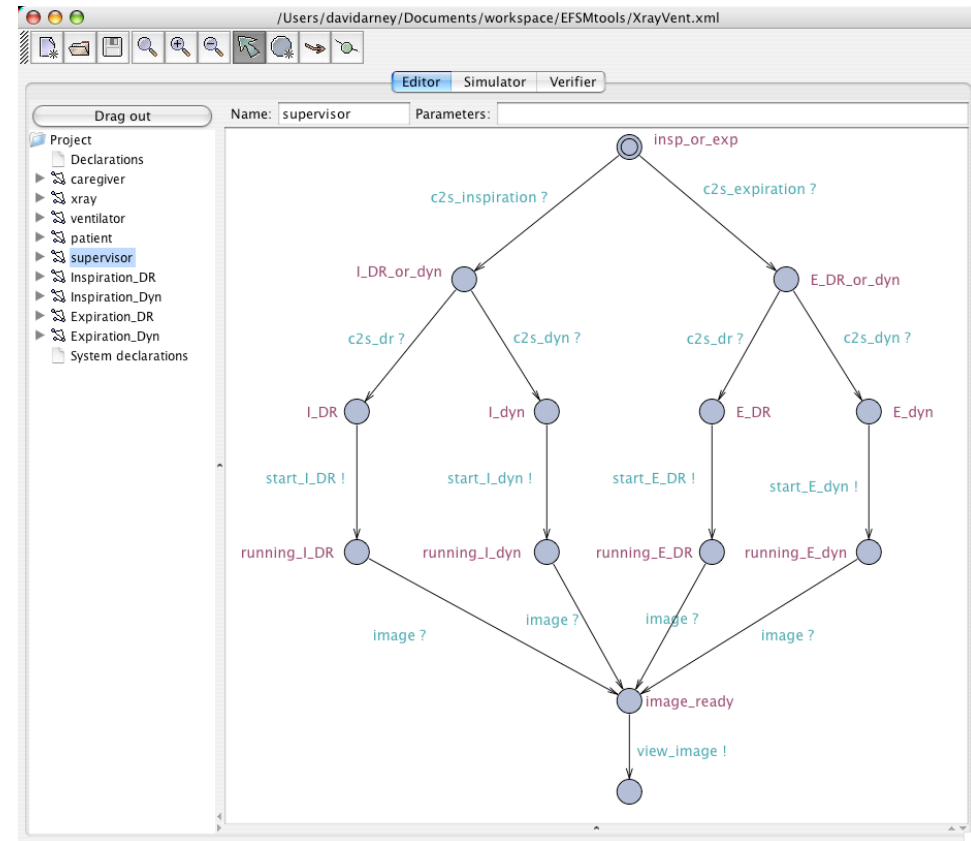 /Users/davidarney/Documents/workspace/EFSMtools/XrayVent.xml
Editor Simulator Verifier
Drag out
Name: supervisor Parameters:
Project
Declarations
caregiver
xray
ventilator
patient
supervisor
Inspiration_DR
Inspiration_Dyn
Expiration_DR
Expiration_Dyn
System declarations
insp_or_exp
c2s_inspiration ? c2s_expiration ?
I_DR_or_dyn E_DR_or_dyn
c2s_dr ? c2s_dyn ? c2s_dr ? c2s_dyn ?
I_DR I_dyn E_DR E_dyn
start_I_DR ! start_I_dyn ! start_E_DR ! start_E_dyn !
running_I_DR running_I_dyn running_E_DR running_E_dyn
image ? image ? image ? image ?
image_ready
view_image !